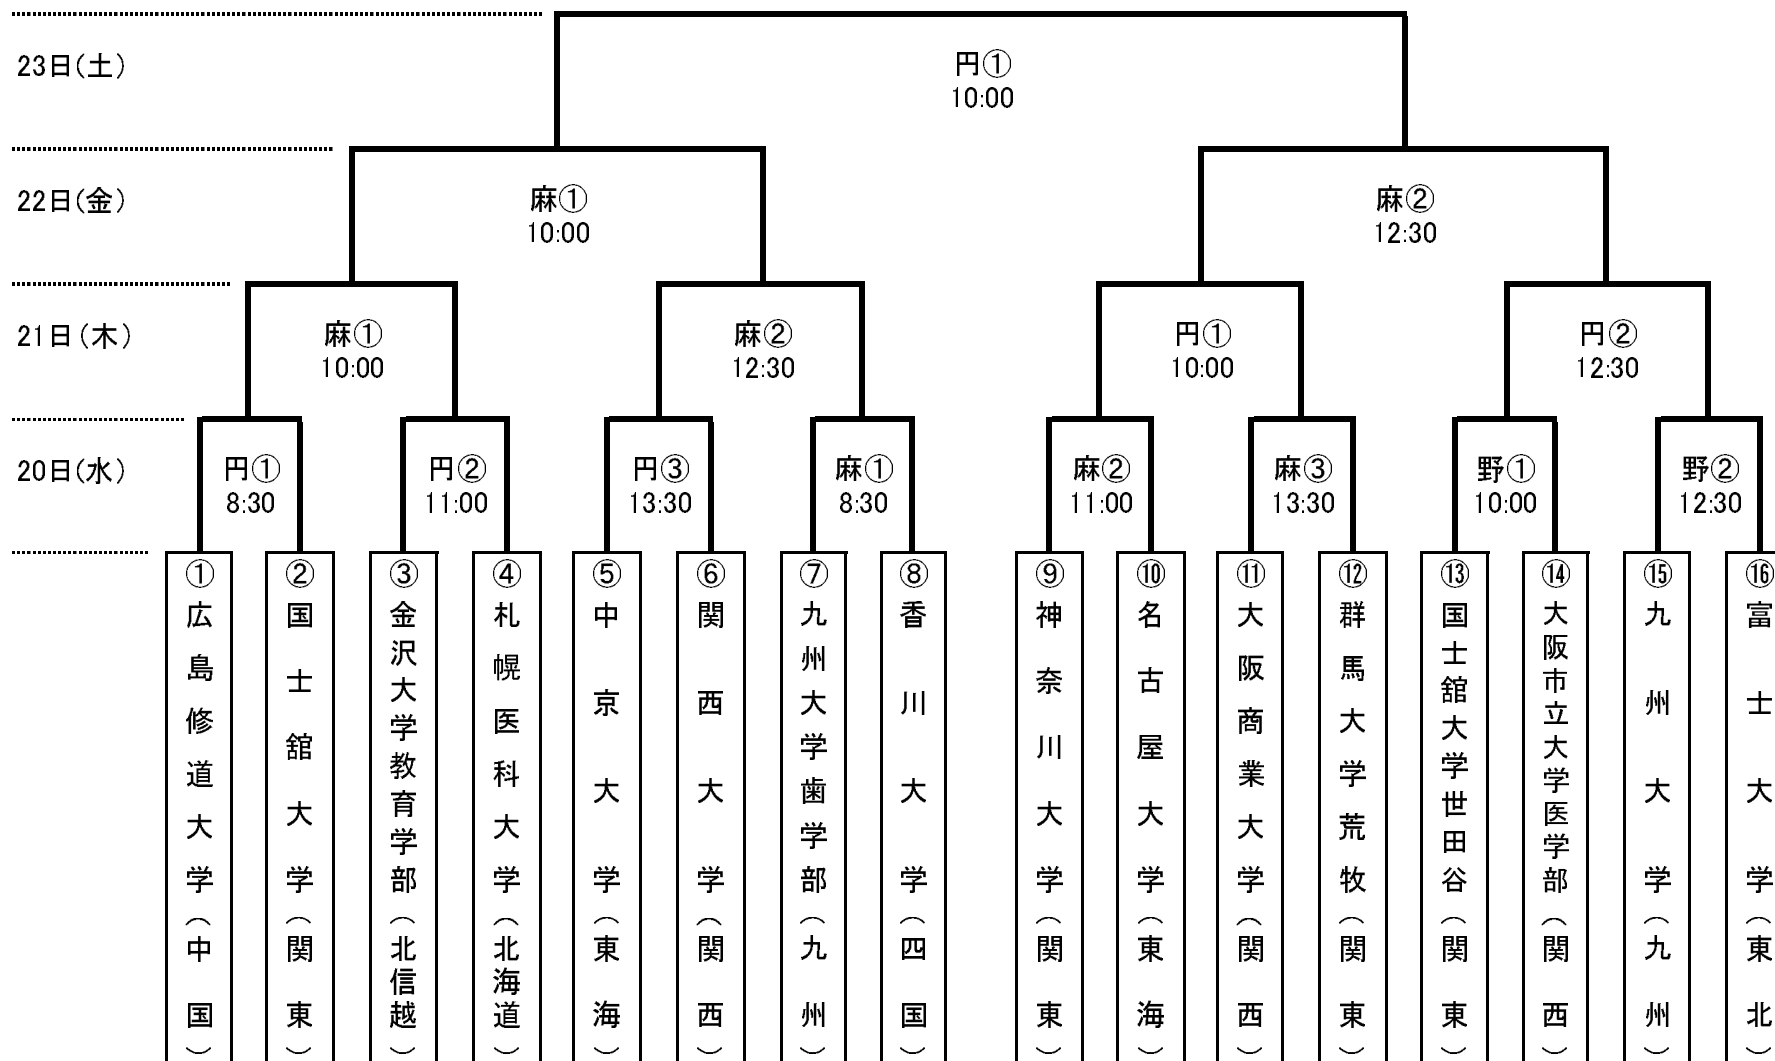 23日(土)
円①
10:00
22日(金)
麻①
10:00
麻②
12:30
21日(木)
麻①
10:00
麻②
12:30
円①
10:00
円②
12:30
20日(水)
円①
8:30
円②
11:00
円③
13:30
麻①
8:30
麻②
11:00
麻③
13:30
野①
10:00
野②
12:30
①広島修道大学(中国)
②国士舘大学(関東)
③金沢大学教育学部(北信越)
④札幌医科大学(北海道)
⑤中京大学(東海)
⑥関西大学(関西)
⑦九州大学歯学部(九州)
⑧香川大学(四国)
⑨神奈川大学(関東)
⑩名古屋大学(東海)
⑪大阪商業大学(関西)
⑫群馬大学荒牧(関東)
⑬国士舘大学世田谷(関東)
⑭大阪市立大学医学部(関西)
⑮九州大学(九州)
⑯富士大学(東北)